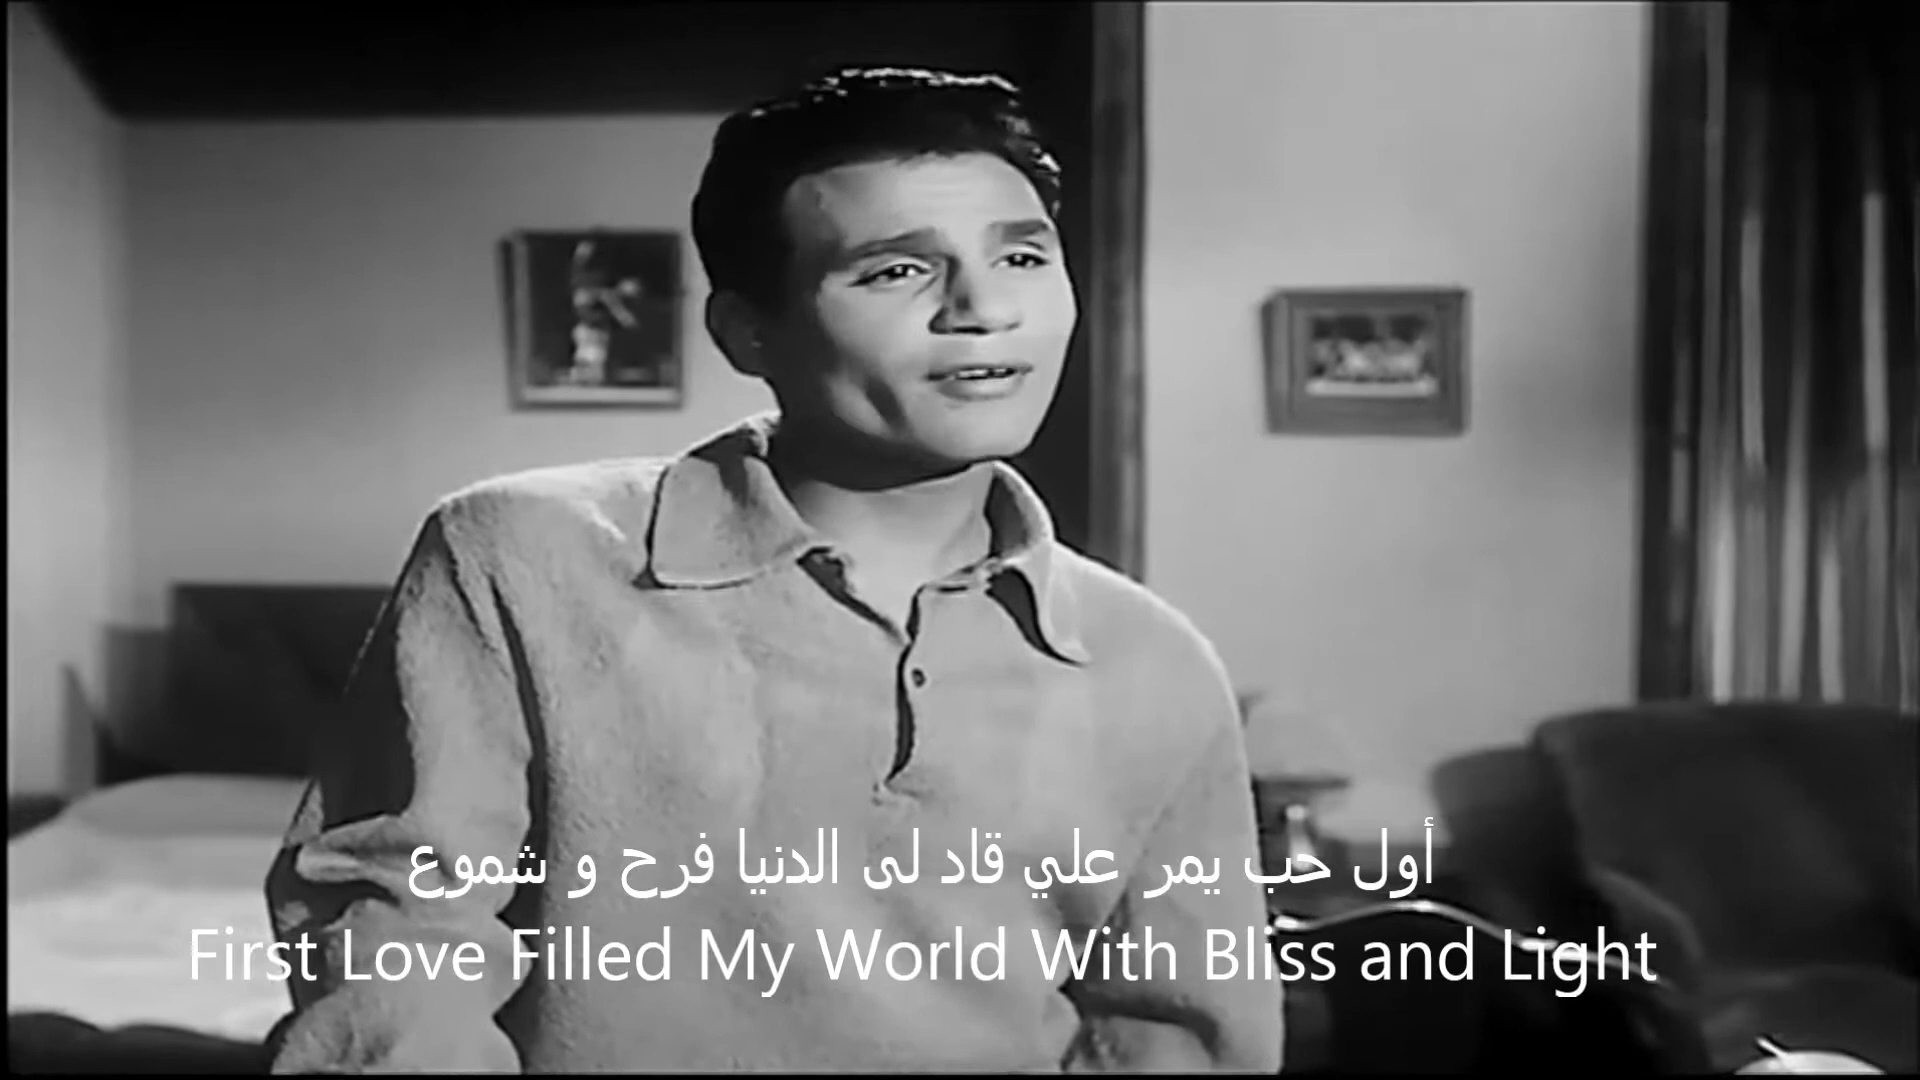 أول حب يمر علي قاد لى الدنيا فرح و شموع
First Love Filled My World With Bliss and Light